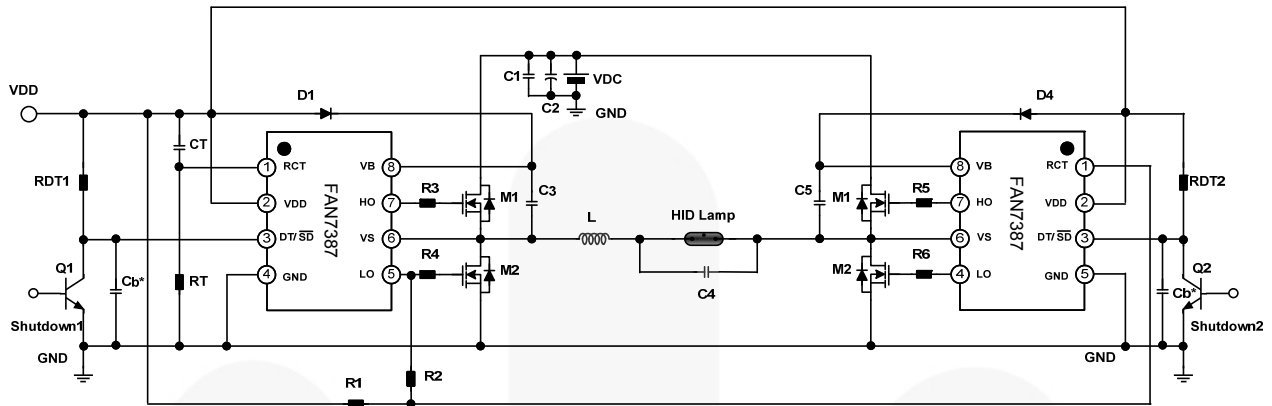 VDD
D1
C1
C2
VDC
GND
D4
CT
1
RCT
VB
8
8
VB
RCT
1
RDT1
FAN7387
R3
M1
C3
C5
M1
R5
FAN7387
RDT2
2
VDD
HO
7
L
HID Lamp
7
HO
VDD
2
3
DT/SD
VS
6
6
VS
DT/SD
3
Q1
Cb*
RT
4
GND
LO
5
R4
M2
C4
M2
R6
4
LO
GND
5
Cb*
Q2
Shutdown1
Shutdown2
GND
GND
R1
R2